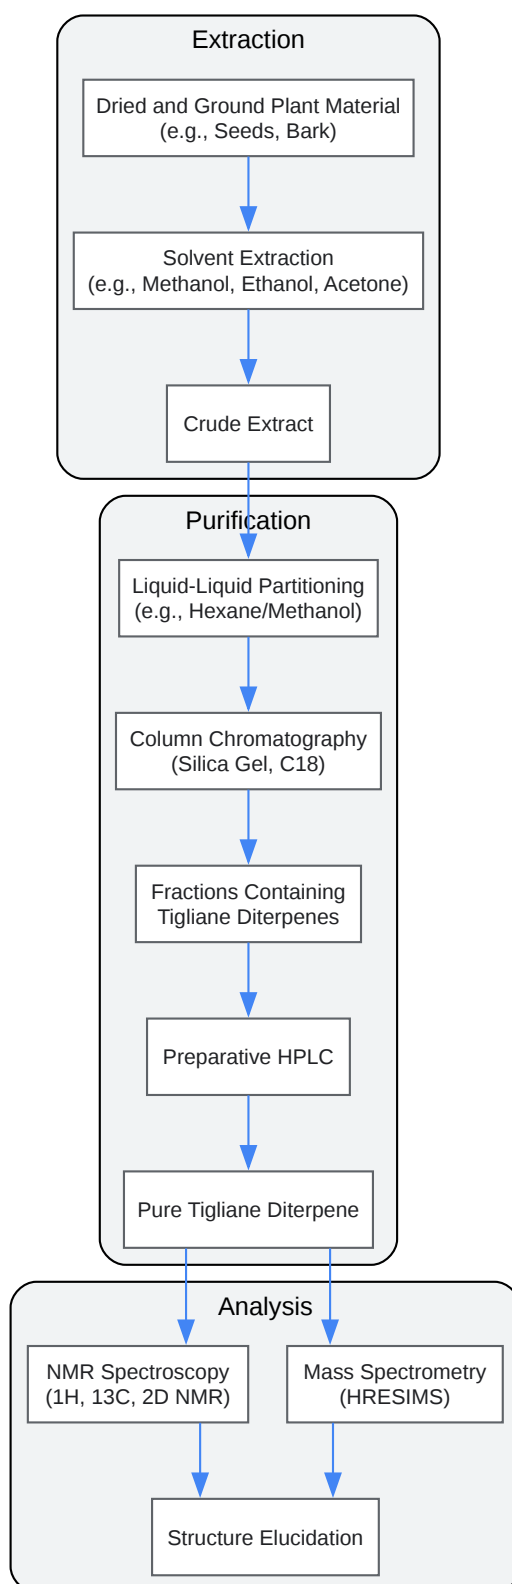 Extraction
Dried and Ground Plant Material
(e.g., Seeds, Bark)
Solvent Extraction
(e.g., Methanol, Ethanol, Acetone)
Crude Extract
Purification
Liquid-Liquid Partitioning
(e.g., Hexane/Methanol)
Column Chromatography
(Silica Gel, C18)
Fractions Containing
Tigliane Diterpenes
Preparative HPLC
Pure Tigliane Diterpene
Analysis
NMR Spectroscopy
(1H, 13C, 2D NMR)
Mass Spectrometry
(HRESIMS)
Structure Elucidation